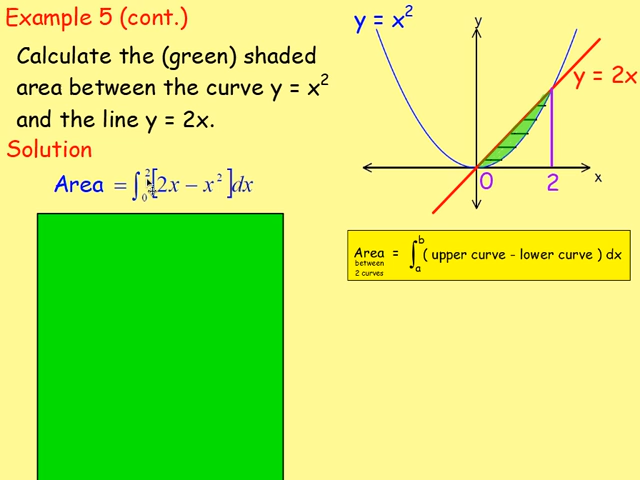 Example 5 (cont.)
Calculate the (green) shaded
area between the curve y = x²
and the line y = 2x.
Solution
Area = ∫₀² [2x − x²]dx
y = x²
y
y = 2x
x
0
2
Area between 2 curves = ∫ₐᵇ ( upper curve - lower curve ) dx